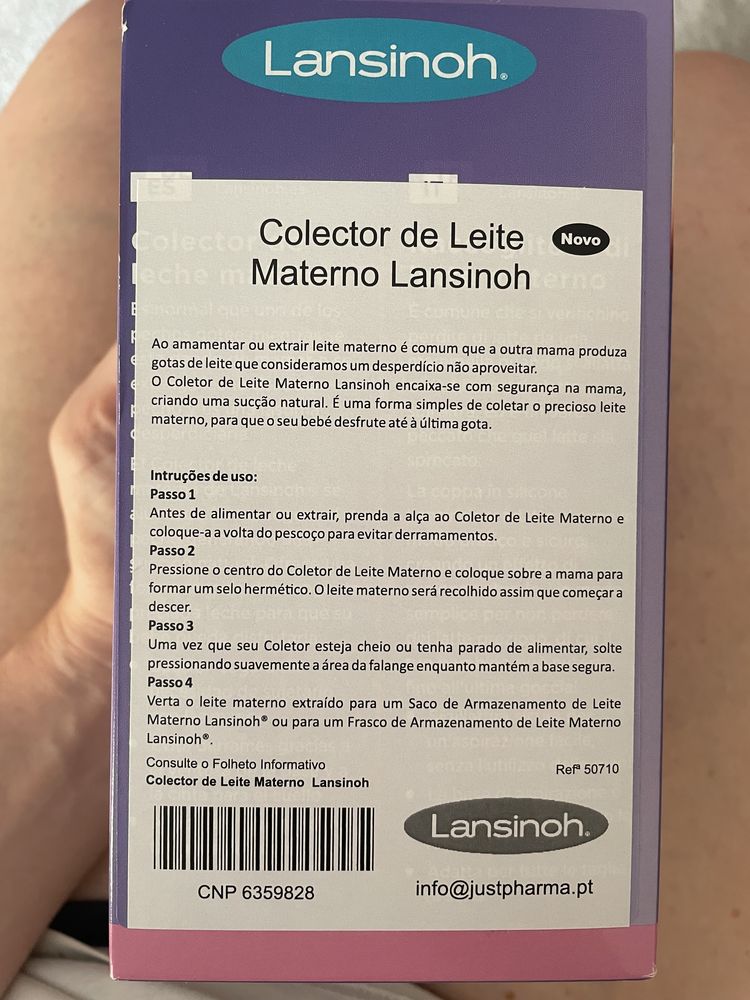 Lansinoh®
ES
IT
Colector de Leite
Novo
Materno Lansinoh
Ao amamentar ou extrair leite materno é comum que a outra mama produza
gotas de leite que consideramos um desperdício não aproveitar.
O Coletor de Leite Materno Lansinoh encaixa-se com segurança na mama,
criando uma sucção natural. É uma forma simples de coletar o precioso leite
materno, para que o seu bebé desfrute até à última gota.
Intruções de uso:
Passo 1
Antes de alimentar ou extrair, prenda a alça ao Coletor de Leite Materno e
coloque-a a volta do pescoço para evitar derramamentos.
Passo 2
Pressione o centro do Coletor de Leite Materno e coloque sobre a mama para
formar um selo hermético. O leite materno será recolhido assim que começar a
descer.
Passo 3
Uma vez que seu Coletor esteja cheio ou tenha parado de alimentar, solte
pressionando suavemente a área da falange enquanto mantém a base segura.
Passo 4
Verta o leite materno extraído para um Saco de Armazenamento de Leite
Materno Lansinoh® ou para um Frasco de Armazenamento de Leite Materno
Lansinoh®.
Consulte o Folheto Informativo
Colector de Leite Materno Lansinoh
Refª 50710
Lansinoh®
CNP 6359828
info@justpharma.pt